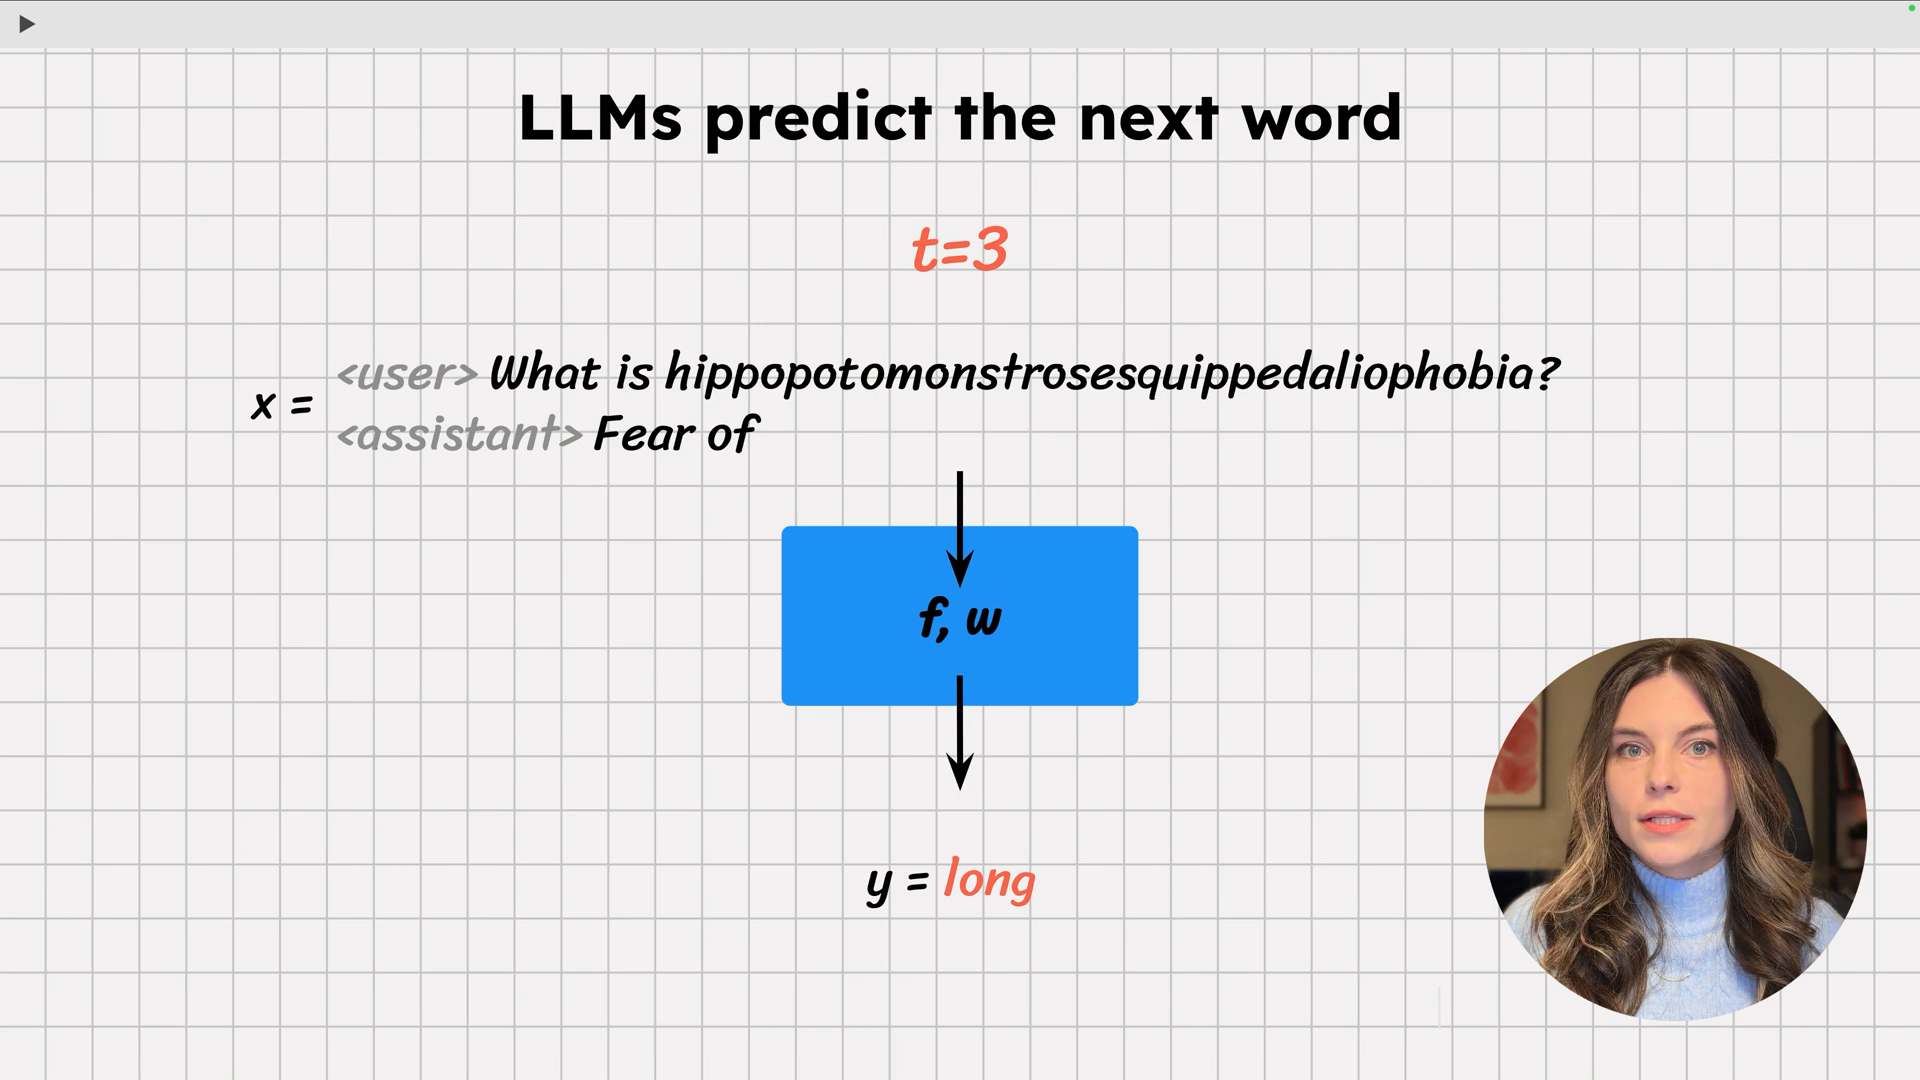 LLMs predict the next word
t=3
x = <user> What is hippopotomonstrosesquippedaliophobia?
<assistant> Fear of
f, w
y = long